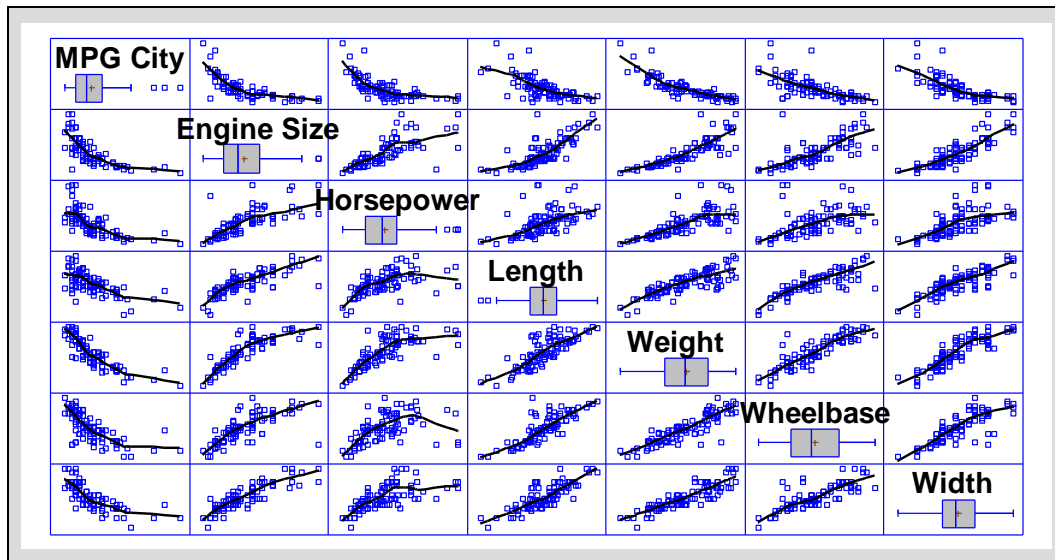 MPG City
Engine Size
Horsepower
Length
Weight
Wheelbase
Width